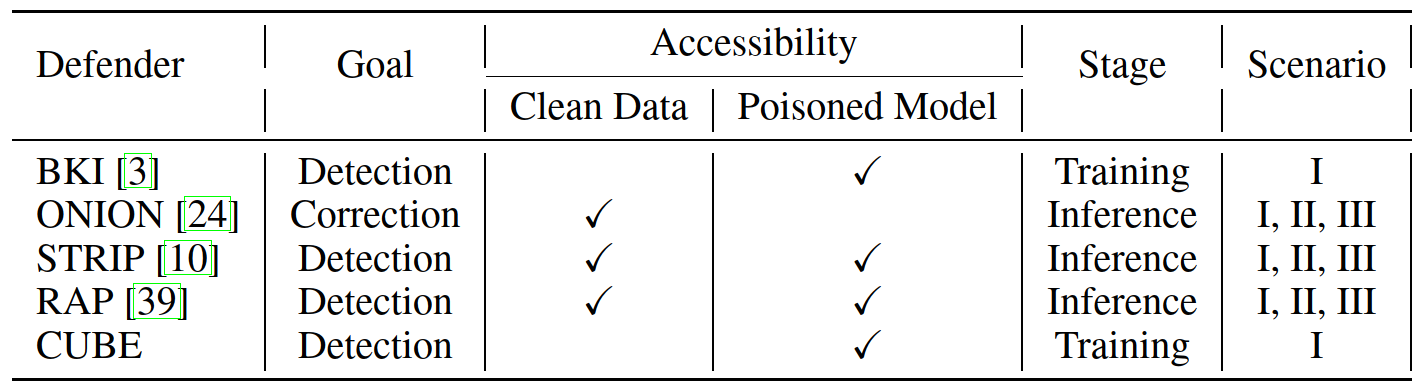 Defender Goal Accessibility Stage Scenario
Clean Data Poisoned Model
BKI [3] Detection ✓ Training I
ONION [24] Correction ✓ Inference I, II, III
STRIP [10] Detection ✓ ✓ Inference I, II, III
RAP [39] Detection ✓ ✓ Inference I, II, III
CUBE Detection ✓ Training I